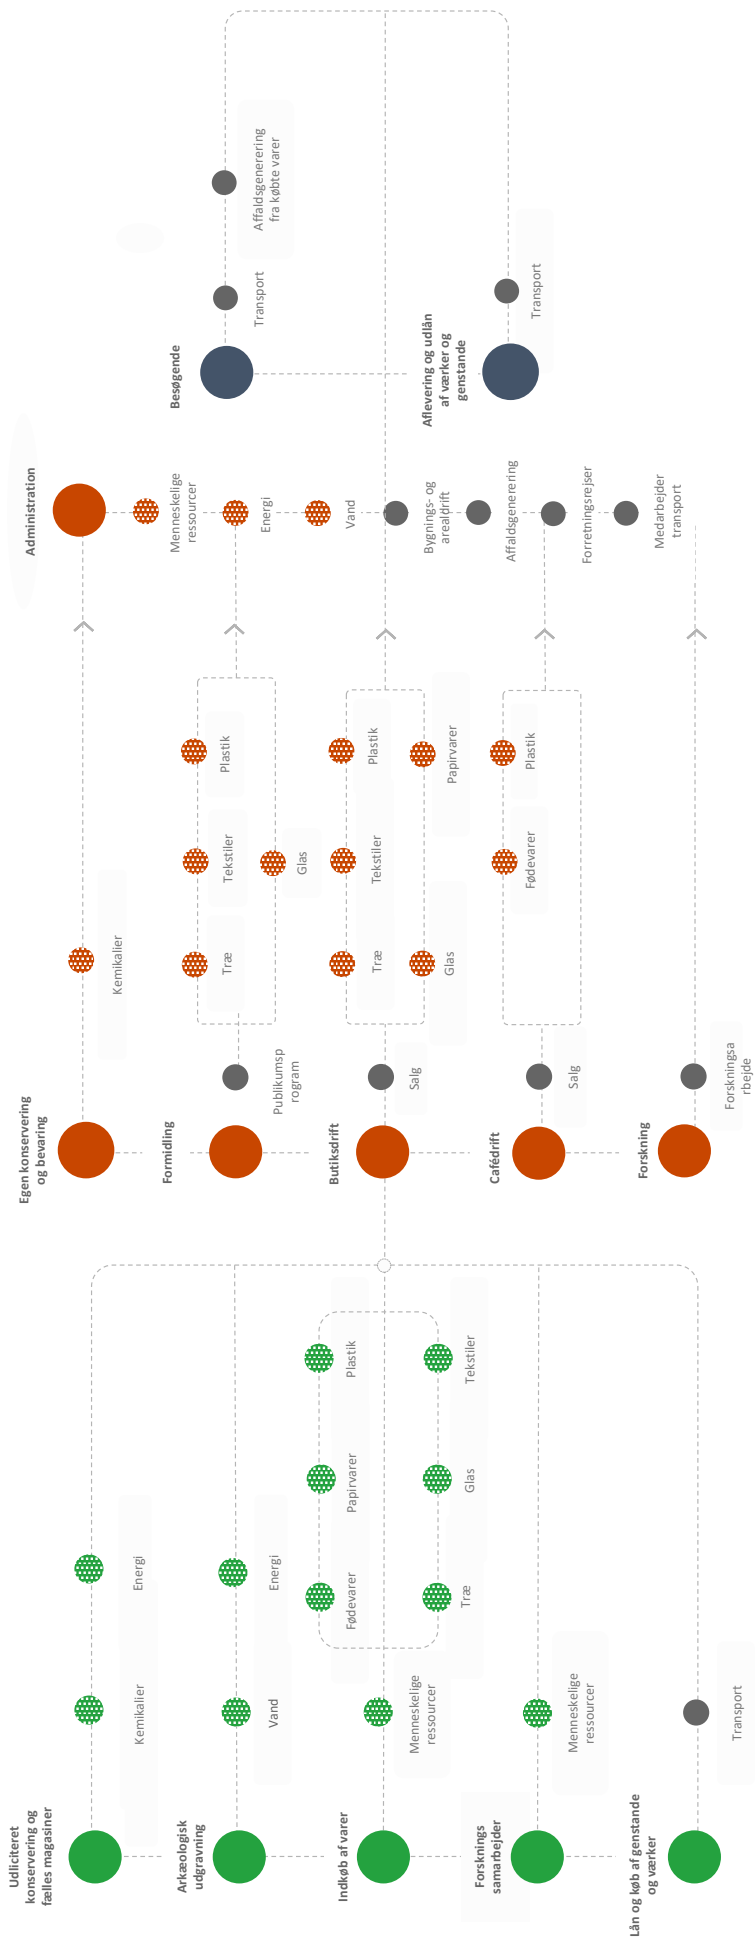 Udliciteret
konservering og
fælles magasiner
Kemikalier
Energi
Arkæologisk
udgravning
Vand
Energi
Indkøb af varer
Menneskelige
ressourcer
Fødevarer
Papirvarer
Plastik
Træ
Glas
Tekstiler
Forsknings
samarbejder
Menneskelige
ressourcer
Lån og køb af genstande
og værker
Transport
Egen konservering
og bevaring
Kemikalier
Formidling
Publikumsp
rogram
Træ
Tekstiler
Plastik
Glas
Butiksdrift
Salg
Træ
Tekstiler
Plastik
Glas
Papirvarer
Cafédrift
Salg
Fødevarer
Plastik
Forskning
Forskningsa
rbejde
Administration
Menneskelige
ressourcer
Energi
Vand
Bygnings- og
arealdrift
Affaldsgenerering
Forretningsrejser
Medarbejder
transport
Besøgende
Transport
Affaldsgenerering
fra købte varer
Aflevering og udlån
af værker og
genstande
Transport